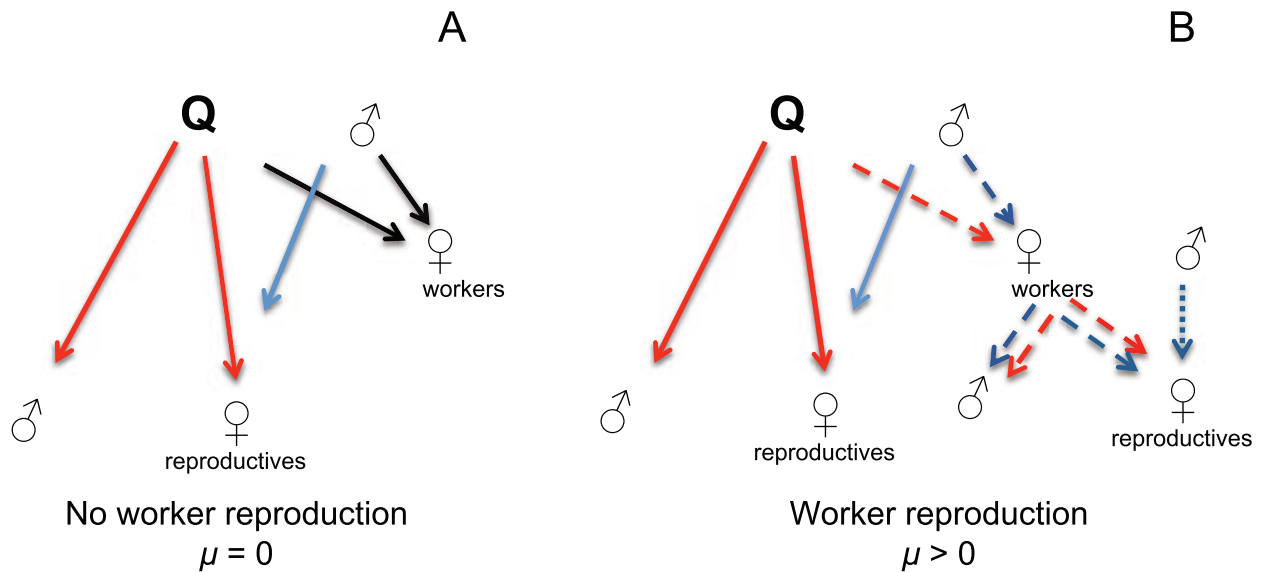 A
Q
workers
reproductives
No worker reproduction
μ = 0
B
Q
workers
reproductives
reproductives
Worker reproduction
μ > 0